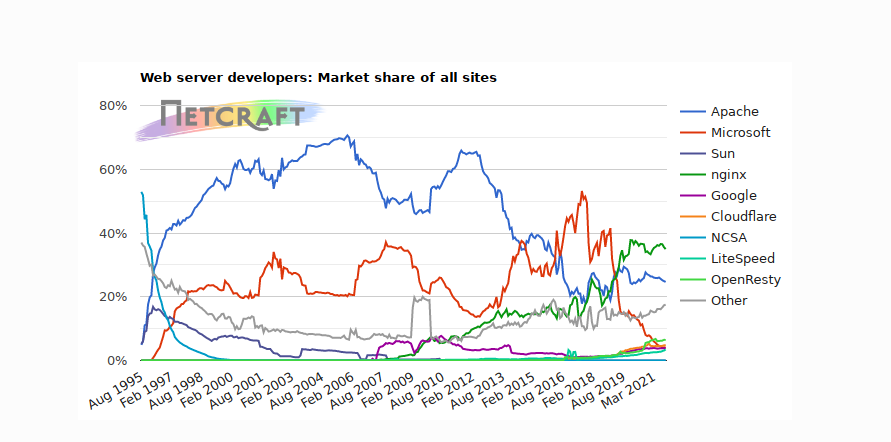 Web server developers: Market share of all sites
NETCRAFT
80%
60%
40%
20%
0%
Aug 1995
Feb 1997
Aug 1998
Feb 2000
Aug 2001
Feb 2003
Aug 2004
Feb 2006
Aug 2007
Feb 2009
Aug 2010
Feb 2012
Aug 2013
Feb 2015
Aug 2016
Feb 2018
Aug 2019
Mar 2021
Apache
Microsoft
Sun
nginx
Google
Cloudflare
NCSA
LiteSpeed
OpenResty
Other